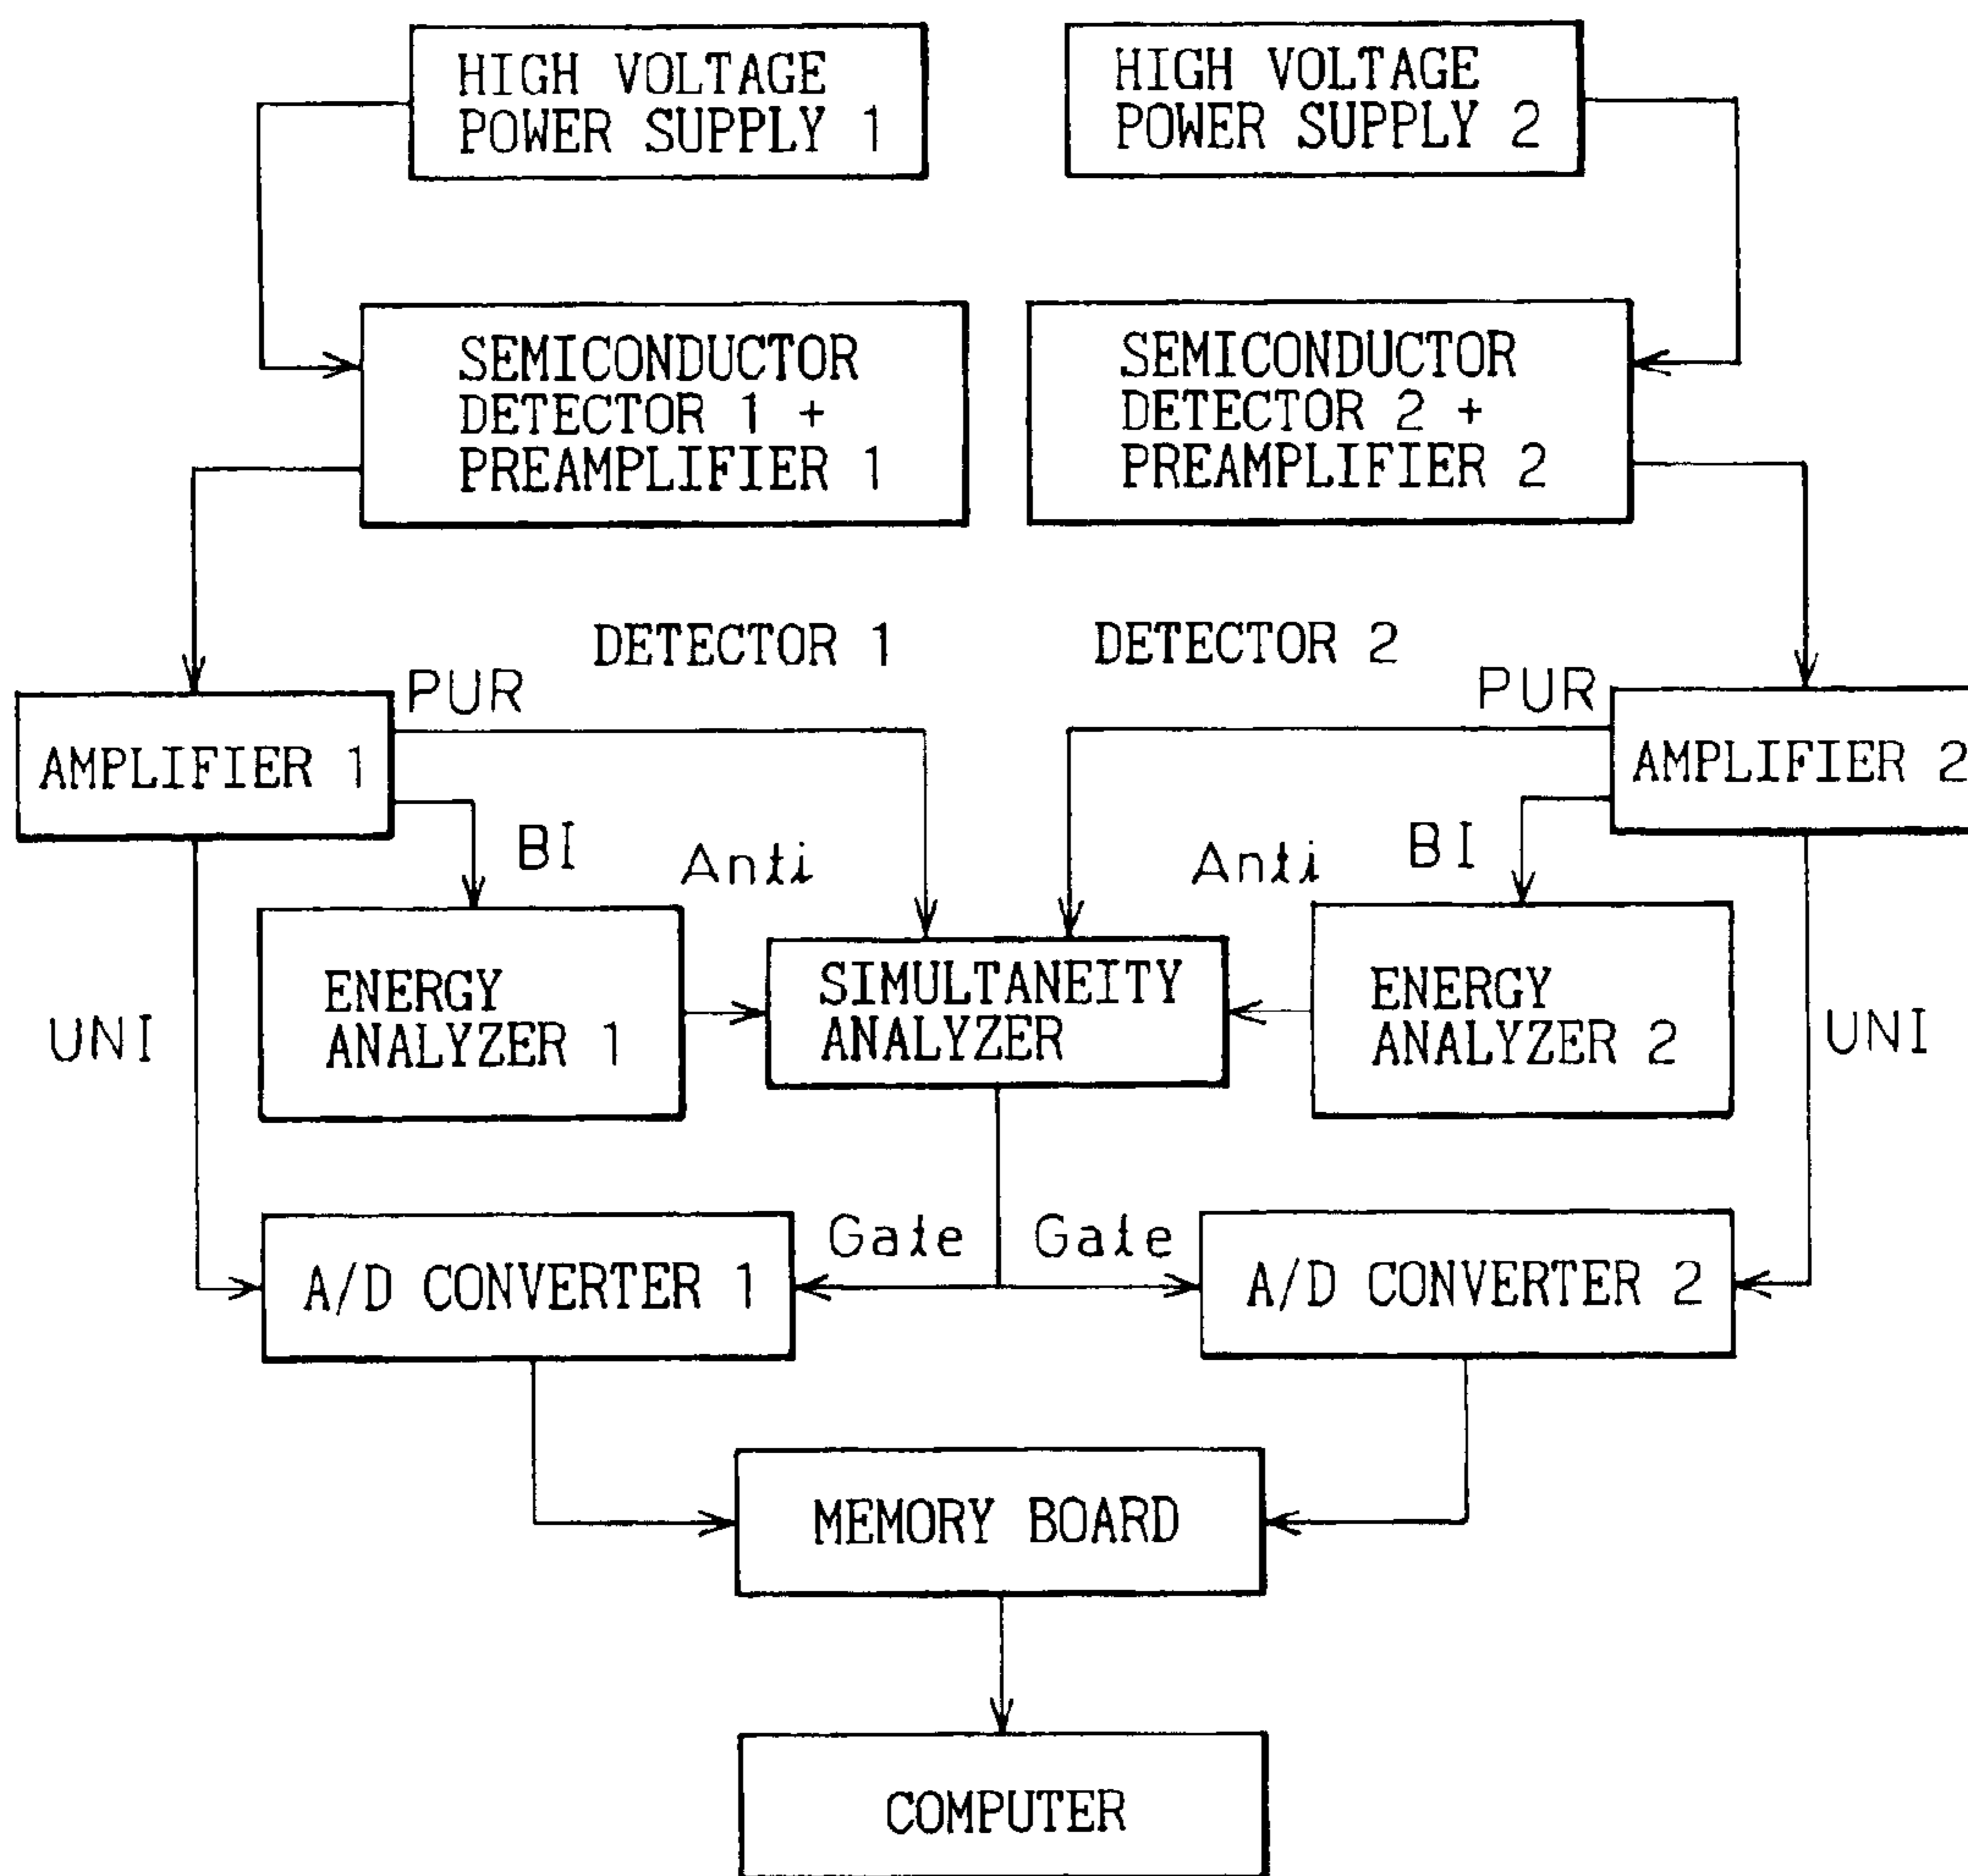 HIGH VOLTAGE
POWER SUPPLY 1
HIGH VOLTAGE
POWER SUPPLY 2
SEMICONDUCTOR
DETECTOR 1 +
PREAMPLIFIER 1
SEMICONDUCTOR
DETECTOR 2 +
PREAMPLIFIER 2
DETECTOR 1
DETECTOR 2
PUR
PUR
AMPLIFIER 1
AMPLIFIER 2
BI
Anti
Anti
BI
ENERGY
ANALYZER 1
SIMULTANEITY
ANALYZER
ENERGY
ANALYZER 2
UNI
UNI
Gate
Gate
A/D CONVERTER 1
A/D CONVERTER 2
MEMORY BOARD
COMPUTER